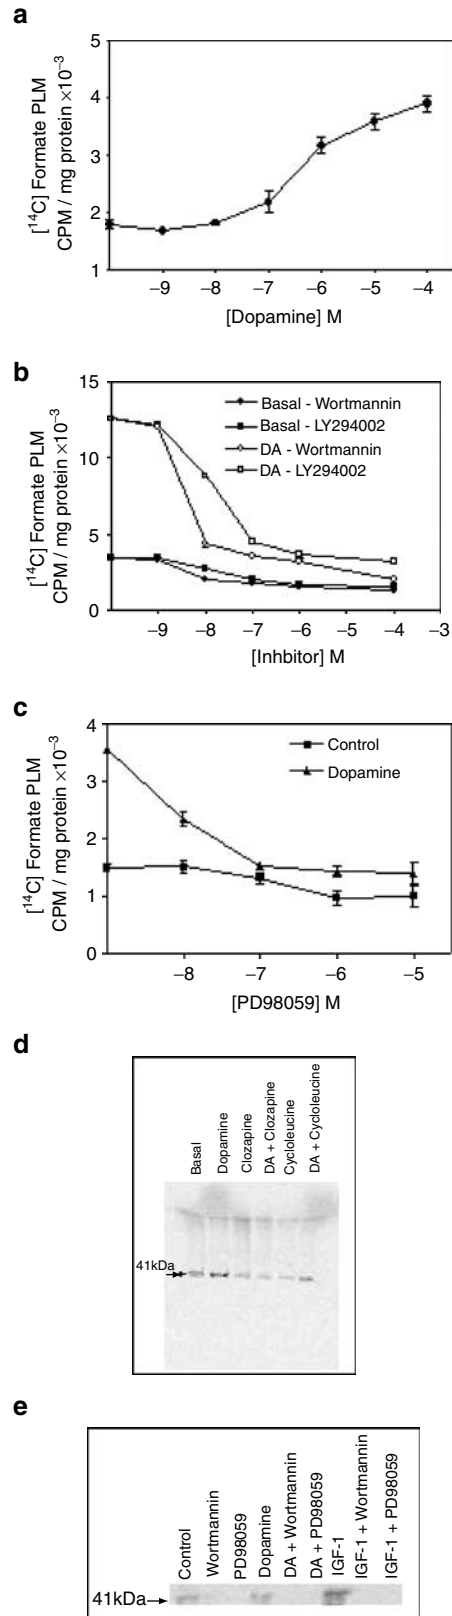 a
[14C] Formate PLM
CPM / mg protein ×10−3
5
4
3
2
1
−9 −8 −7 −6 −5 −4
[Dopamine] M
b
[14C] Formate PLM
CPM / mg protein ×10−3
15
10
5
0
Basal - Wortmannin
Basal - LY294002
DA - Wortmannin
DA - LY294002
−9 −8 −7 −6 −5 −4 −3
[Inhbitor] M
c
[14C] Formate PLM
CPM / mg protein ×10−3
4
3
2
1
0
Control
Dopamine
−8 −7 −6 −5
[PD98059] M
d
Basal
Dopamine
Clozapine
DA + Clozapine
Cycloleucine
DA + Cycloleucine
41kDa
e
Control
Wortmannin
PD98059
Dopamine
DA + Wortmannin
DA + PD98059
IGF-1
IGF-1 + Wortmannin
IGF-1 + PD98059
41kDa